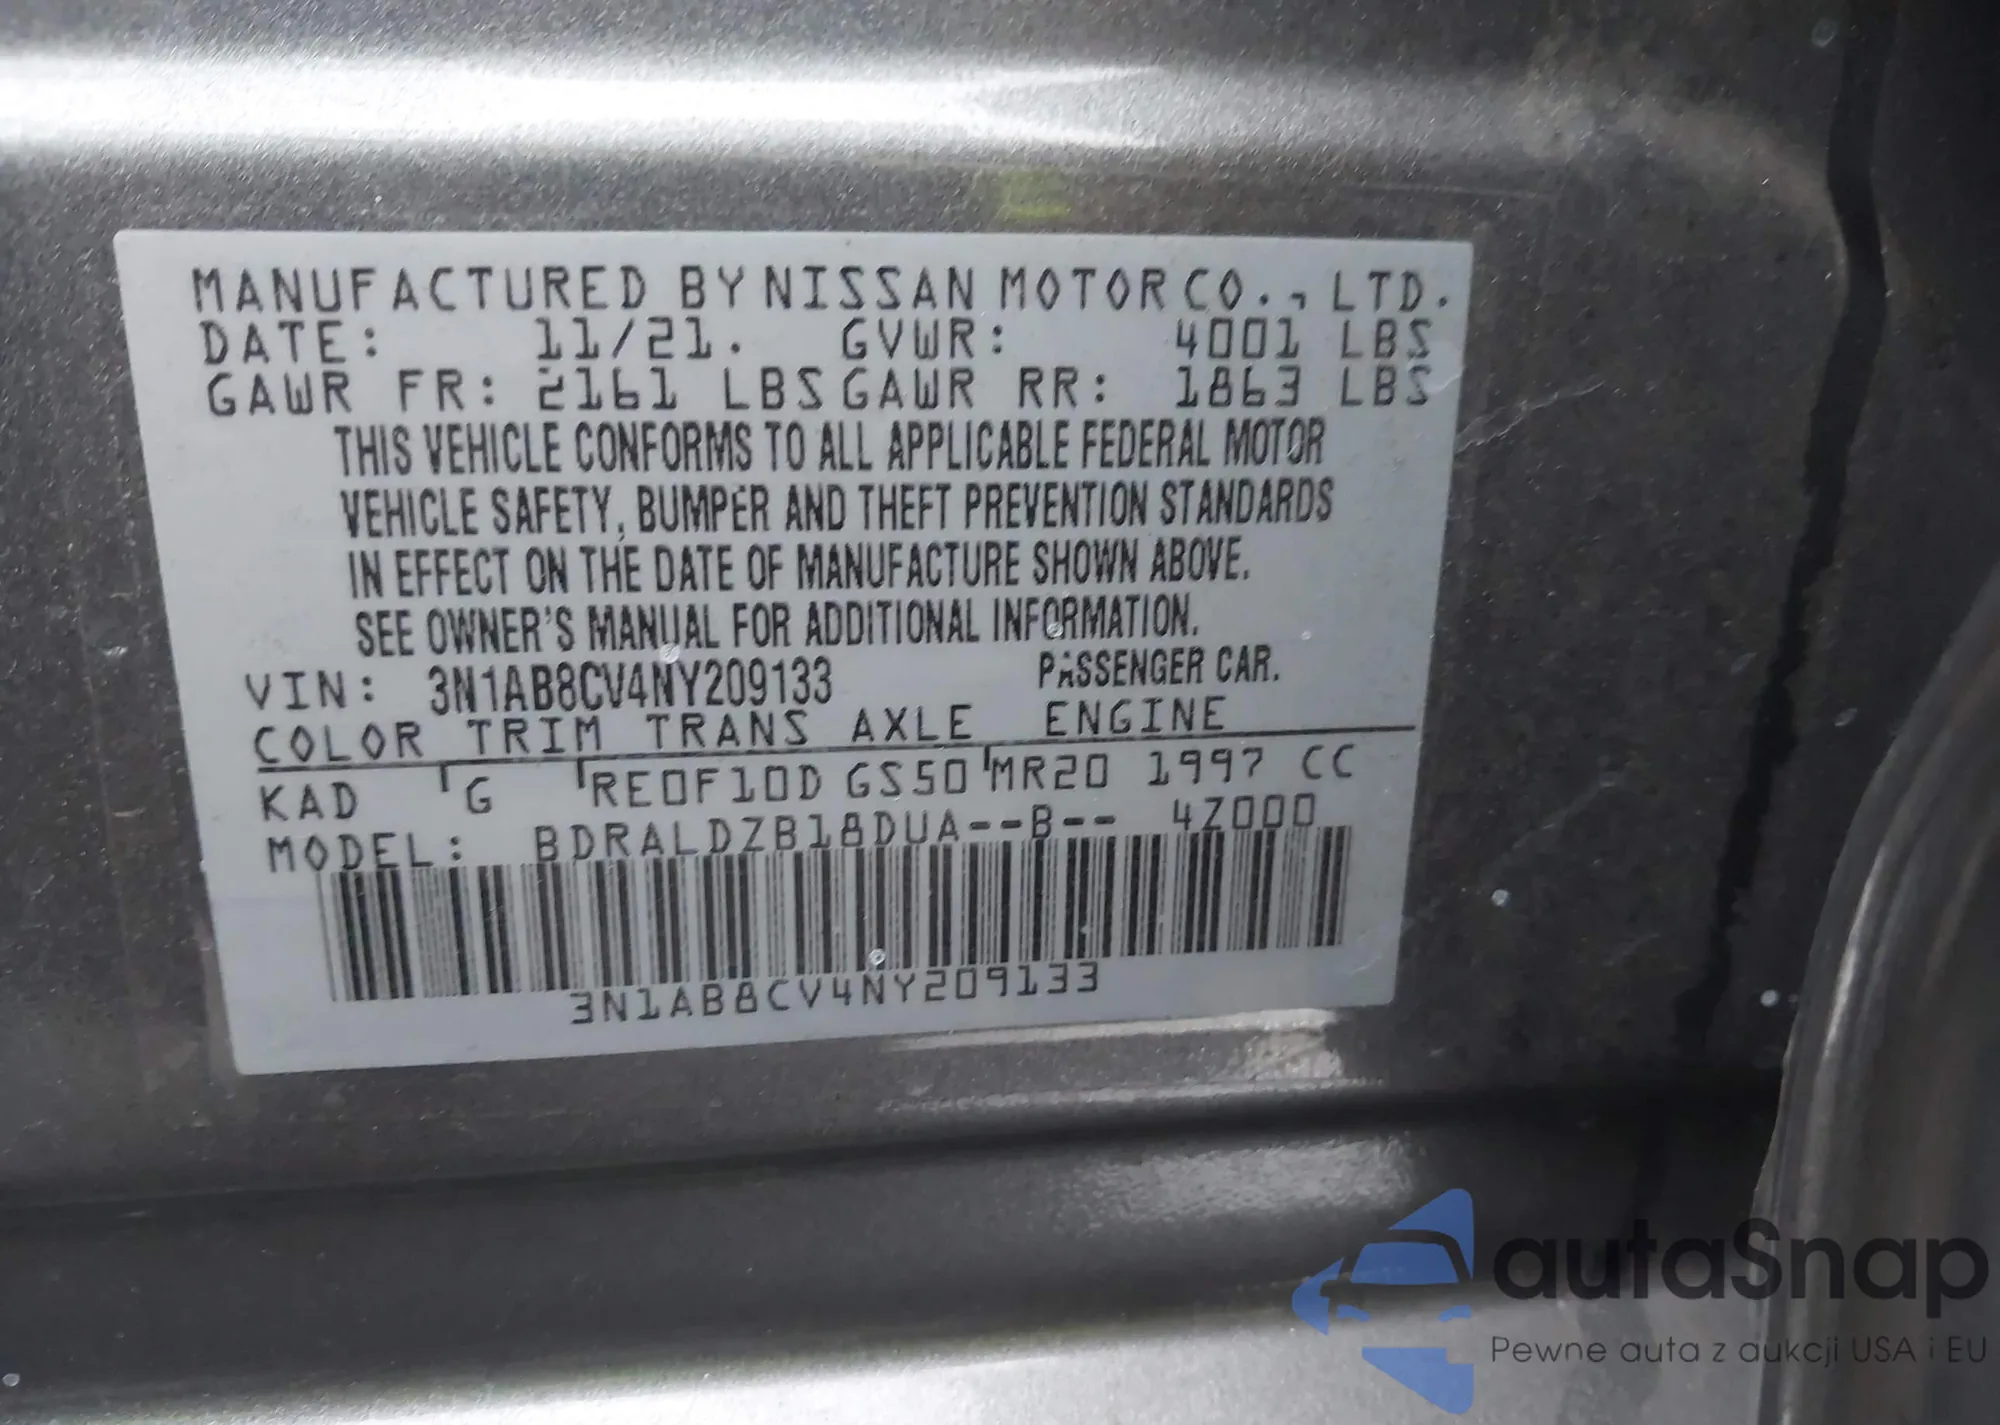 MANUFACTURED BY NISSAN MOTOR CO., LTD.
DATE: 11/21. GVWR: 4001 LBS
GAWR FR: 2161 LBS GAWR RR: 1863 LBS
THIS VEHICLE CONFORMS TO ALL APPLICABLE FEDERAL MOTOR
VEHICLE SAFETY, BUMPER AND THEFT PREVENTION STANDARDS
IN EFFECT ON THE DATE OF MANUFACTURE SHOWN ABOVE.
SEE OWNER'S MANUAL FOR ADDITIONAL INFORMATION.
VIN: 3N1AB8CV4NY209133 PASSENGER CAR.
COLOR TRIM TRANS AXLE ENGINE
KAD G RE0F10D GS50 MR20 1997 CC
MODEL: BDRALDZB18DUA--B-- 4Z000
3N1AB8CV4NY209133
autaSnap
Pewne auta z aukcji USA i EU